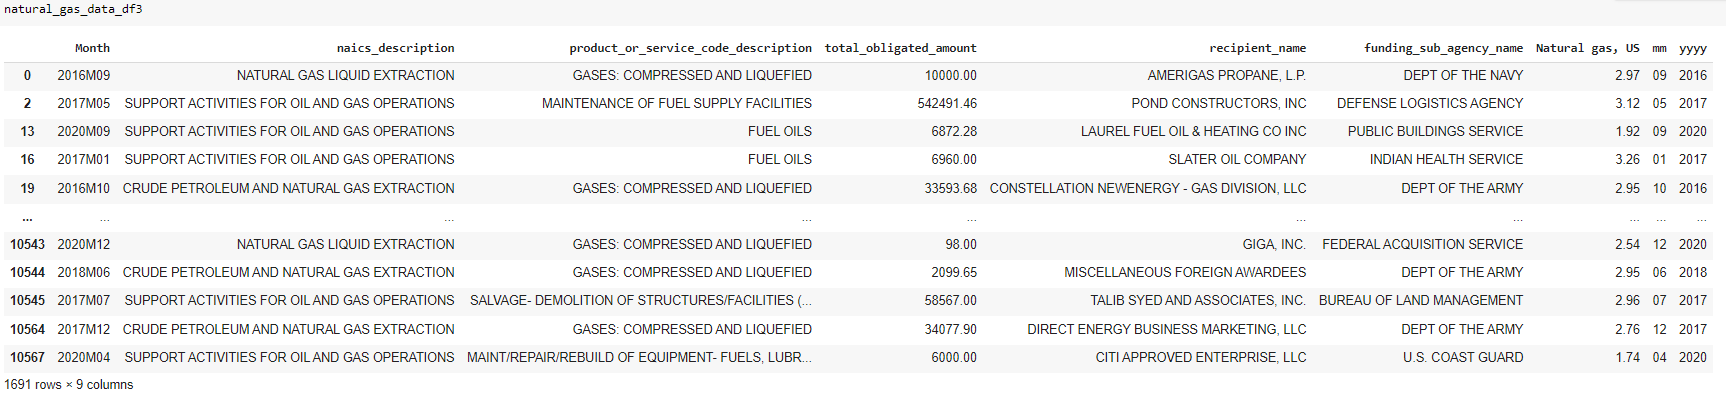 natural_gas_data_df3
Month naics_description product_or_service_code_description total_obligated_amount recipient_name funding_sub_agency_name Natural gas, US mm yyyy
0 2016M09 NATURAL GAS LIQUID EXTRACTION GASES: COMPRESSED AND LIQUEFIED 10000.00 AMERIGAS PROPANE, L.P. DEPT OF THE NAVY 2.97 09 2016
2 2017M05 SUPPORT ACTIVITIES FOR OIL AND GAS OPERATIONS MAINTENANCE OF FUEL SUPPLY FACILITIES 542491.46 POND CONSTRUCTORS, INC DEFENSE LOGISTICS AGENCY 3.12 05 2017
13 2020M09 SUPPORT ACTIVITIES FOR OIL AND GAS OPERATIONS FUEL OILS 6872.28 LAUREL FUEL OIL & HEATING CO INC PUBLIC BUILDINGS SERVICE 1.92 09 2020
16 2017M01 SUPPORT ACTIVITIES FOR OIL AND GAS OPERATIONS FUEL OILS 6960.00 SLATER OIL COMPANY INDIAN HEALTH SERVICE 3.26 01 2017
19 2016M10 CRUDE PETROLEUM AND NATURAL GAS EXTRACTION GASES: COMPRESSED AND LIQUEFIED 33593.68 CONSTELLATION NEWENERGY - GAS DIVISION, LLC DEPT OF THE ARMY 2.95 10 2016
... ... ... ... ... ... ... ... ... ...
10543 2020M12 NATURAL GAS LIQUID EXTRACTION GASES: COMPRESSED AND LIQUEFIED 98.00 GIGA, INC. FEDERAL ACQUISITION SERVICE 2.54 12 2020
10544 2018M06 CRUDE PETROLEUM AND NATURAL GAS EXTRACTION GASES: COMPRESSED AND LIQUEFIED 2099.65 MISCELLANEOUS FOREIGN AWARDEES DEPT OF THE ARMY 2.95 06 2018
10545 2017M07 SUPPORT ACTIVITIES FOR OIL AND GAS OPERATIONS SALVAGE- DEMOLITION OF STRUCTURES/FACILITIES (... 58567.00 TALIB SYED AND ASSOCIATES, INC. BUREAU OF LAND MANAGEMENT 2.96 07 2017
10564 2017M12 CRUDE PETROLEUM AND NATURAL GAS EXTRACTION GASES: COMPRESSED AND LIQUEFIED 34077.90 DIRECT ENERGY BUSINESS MARKETING, LLC DEPT OF THE ARMY 2.76 12 2017
10567 2020M04 SUPPORT ACTIVITIES FOR OIL AND GAS OPERATIONS MAINT/REPAIR/REBUILD OF EQUIPMENT- FUELS, LUBR... 6000.00 CITI APPROVED ENTERPRISE, LLC U.S. COAST GUARD 1.74 04 2020
1691 rows × 9 columns